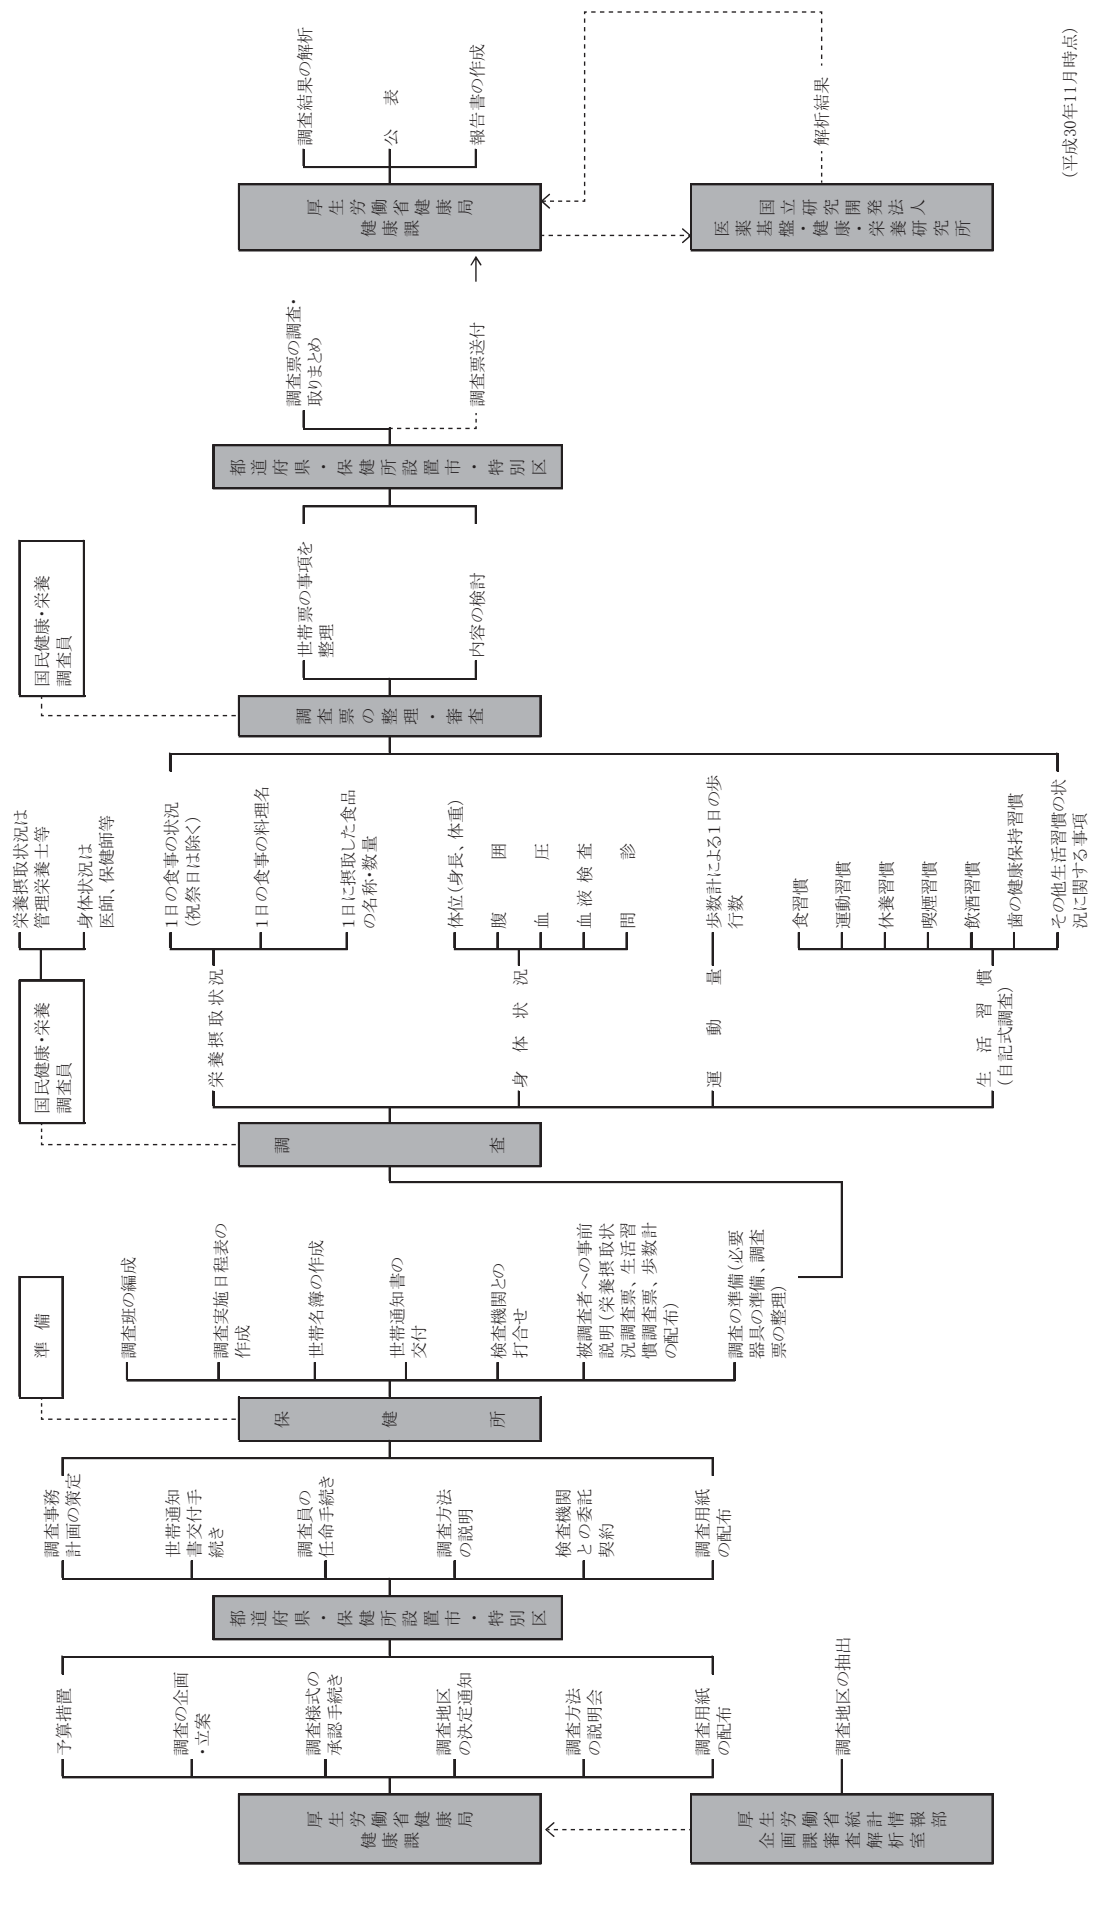 厚生労働省健康局
健康課
厚生労働省統計情報部
企画課審査解析室
予算措置
調査の企画
・立案
調査様式の
承認手続き
調査地区
の決定通知
調査方法
の説明会
調査用紙
の配布
調査地区の抽出
都道府県・保健所設置市・特別区
調査事務
計画の策定
世帯通知
書交付手
続き
調査員の
任命手続き
調査方法
の説明
検査機関
との委託
契約
調査用紙
の配布
保健所
準備
調査班の編成
調査実施日程表の
作成
世帯名簿の作成
世帯通知書の
交付
検査機関との
打合せ
被調査者への事前
説明(栄養摂取状
況調査票、生活習
慣調査票、歩数計
の配布)
調査の準備(必要
器具の準備、調査
票の整理)
調査
国民健康・栄養
調査員
栄養摂取状況は
管理栄養士等
身体状況は
医師、保健師等
栄養摂取状況
1日の食事の状況
(祝祭日は除く)
1日の食事の料理名
1日に摂取した食品
の名称・数量
身体状況
体位(身長、体重)
腹囲
血圧
血液検査
問診
運動量
歩数計による1日の歩
行数
生活習慣
(自記式調査)
食習慣
運動習慣
休養習慣
喫煙習慣
飲酒習慣
歯の健康保持習慣
その他生活習慣の状
況に関する事項
調査票の整理・審査
国民健康・栄養
調査員
世帯票の事項を
整理
内容の検討
都道府県・保健所設置市・特別区
調査票の調査・
取りまとめ
調査票送付
厚生労働省健康局
健康課
調査結果の解析
公表
報告書の作成
国立研究開発法人
医薬基盤・健康・栄養研究所
解析結果
(平成30年11月時点)